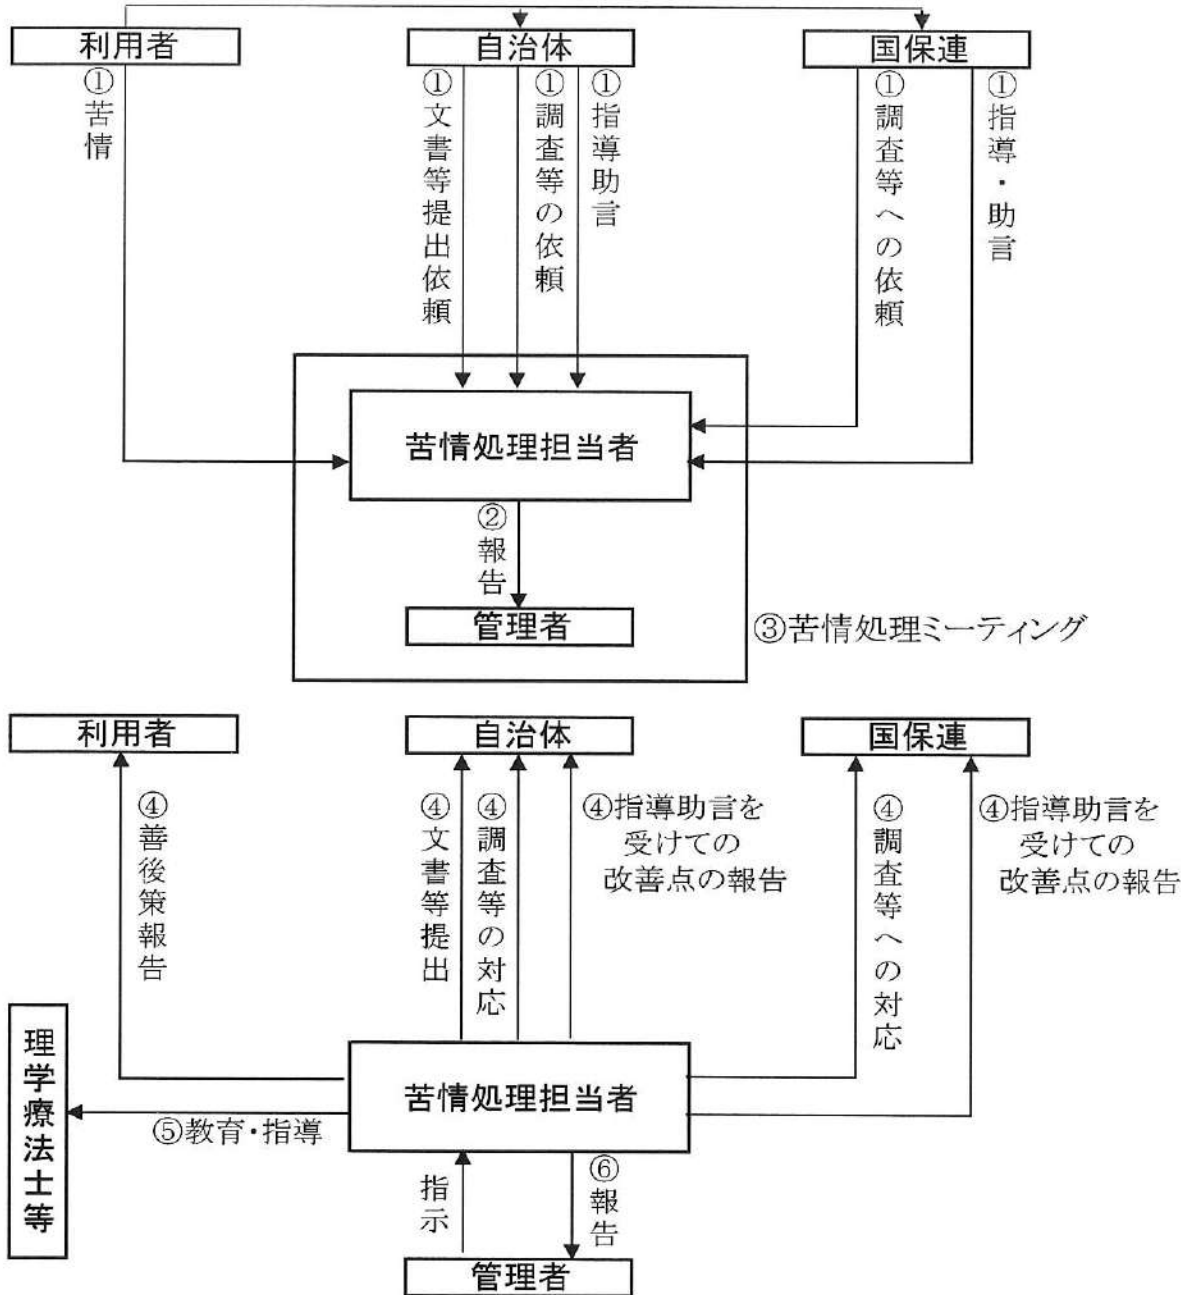 利用者
自治体
国保連
①苦情
①文書等提出依頼
①調査等の依頼
①指導助言
①調査等への依頼
①指導・助言
苦情処理担当者
②報告
管理者
③苦情処理ミーティング
利用者
自治体
国保連
④善後策報告
④文書等提出
④調査等の対応
④指導助言を
受けての
改善点の報告
④調査等への対応
④指導助言を
受けての
改善点の報告
理学療法士等
苦情処理担当者
⑤教育・指導
指示
⑥報告
管理者